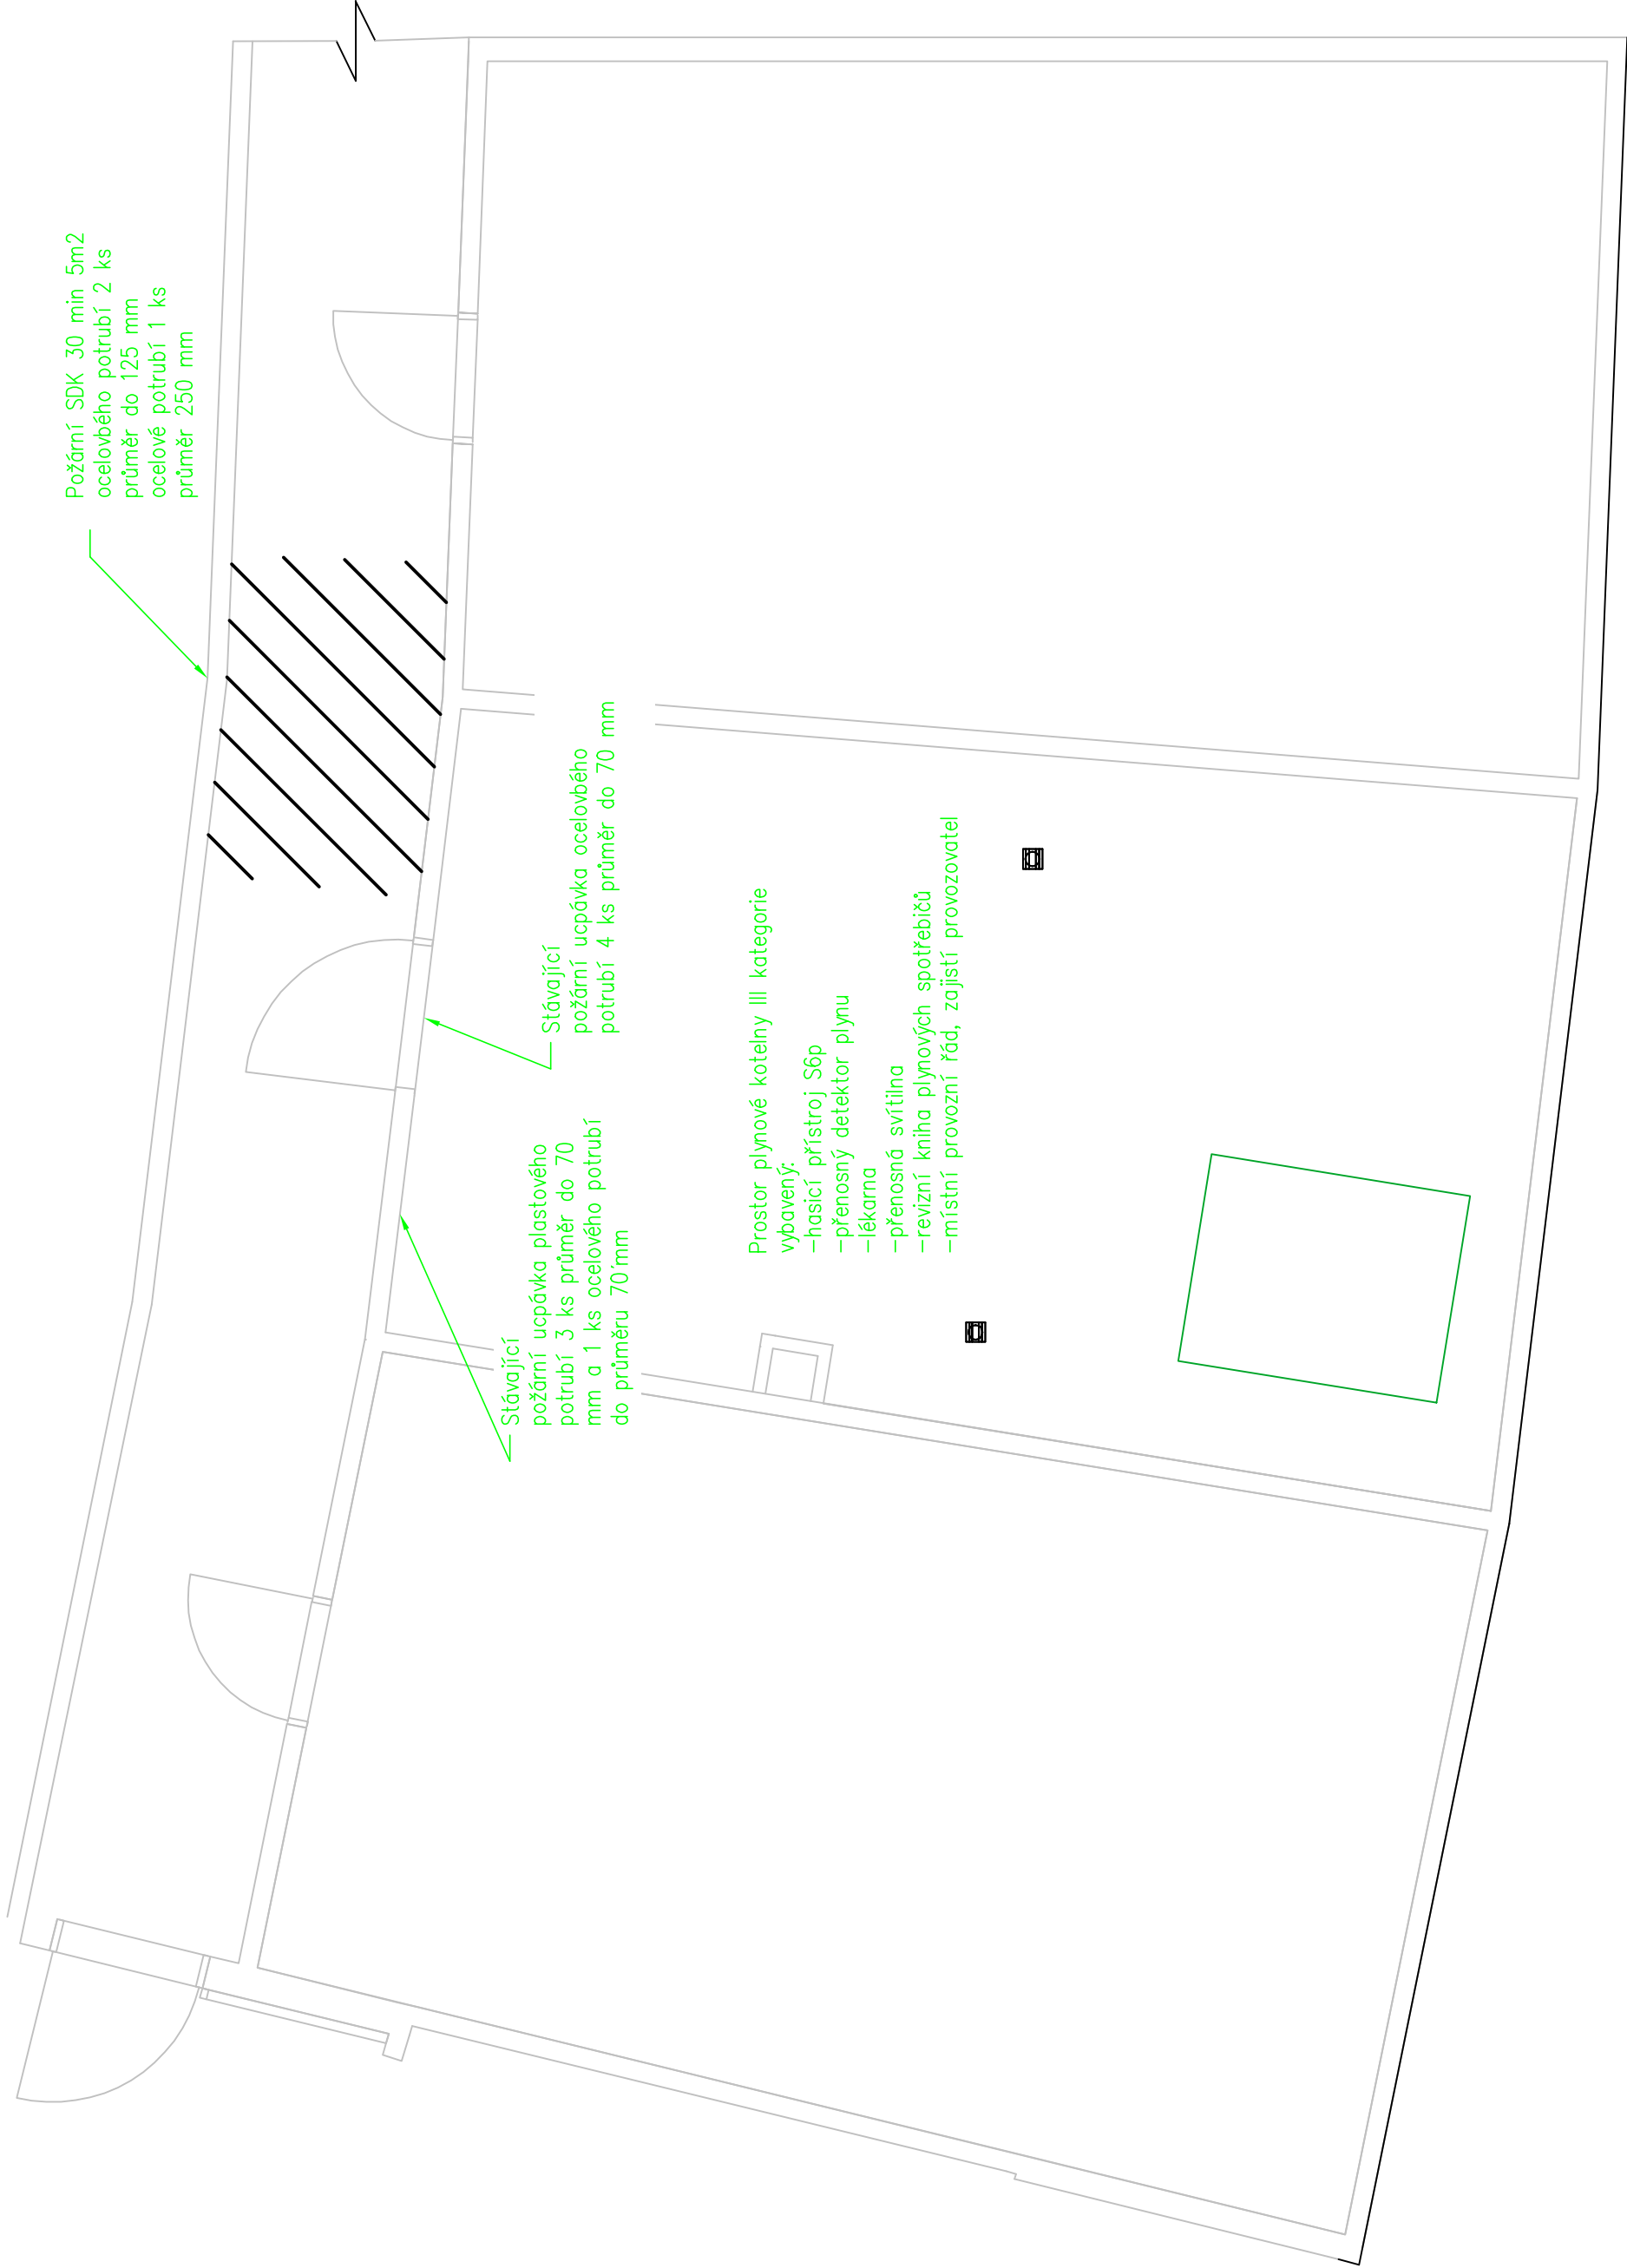 Požární SDK 30 min 5m2
ocelovbého potrubí 2 ks
průměr do 125 mm
ocelové potrubí 1 ks
průměr 250 mm
Stávající
požární ucpávka ocelovbého
potrubí 4 ks průměr do 70 mm
Stávající
požární ucpávka plastového
potrubí 3 ks průměr do 70
mm a 1 ks ocelového potrubí
do průměru 70´mm
Prostor plynové kotelny III kategorie
vybavený:
-hasicí přístroj S6p
-přenosný detektor plynu
-lékarna
-přenosná svítilna
-revizní kniha plynových spotřebičů
-místní provozní řád, zajistí provozovatel